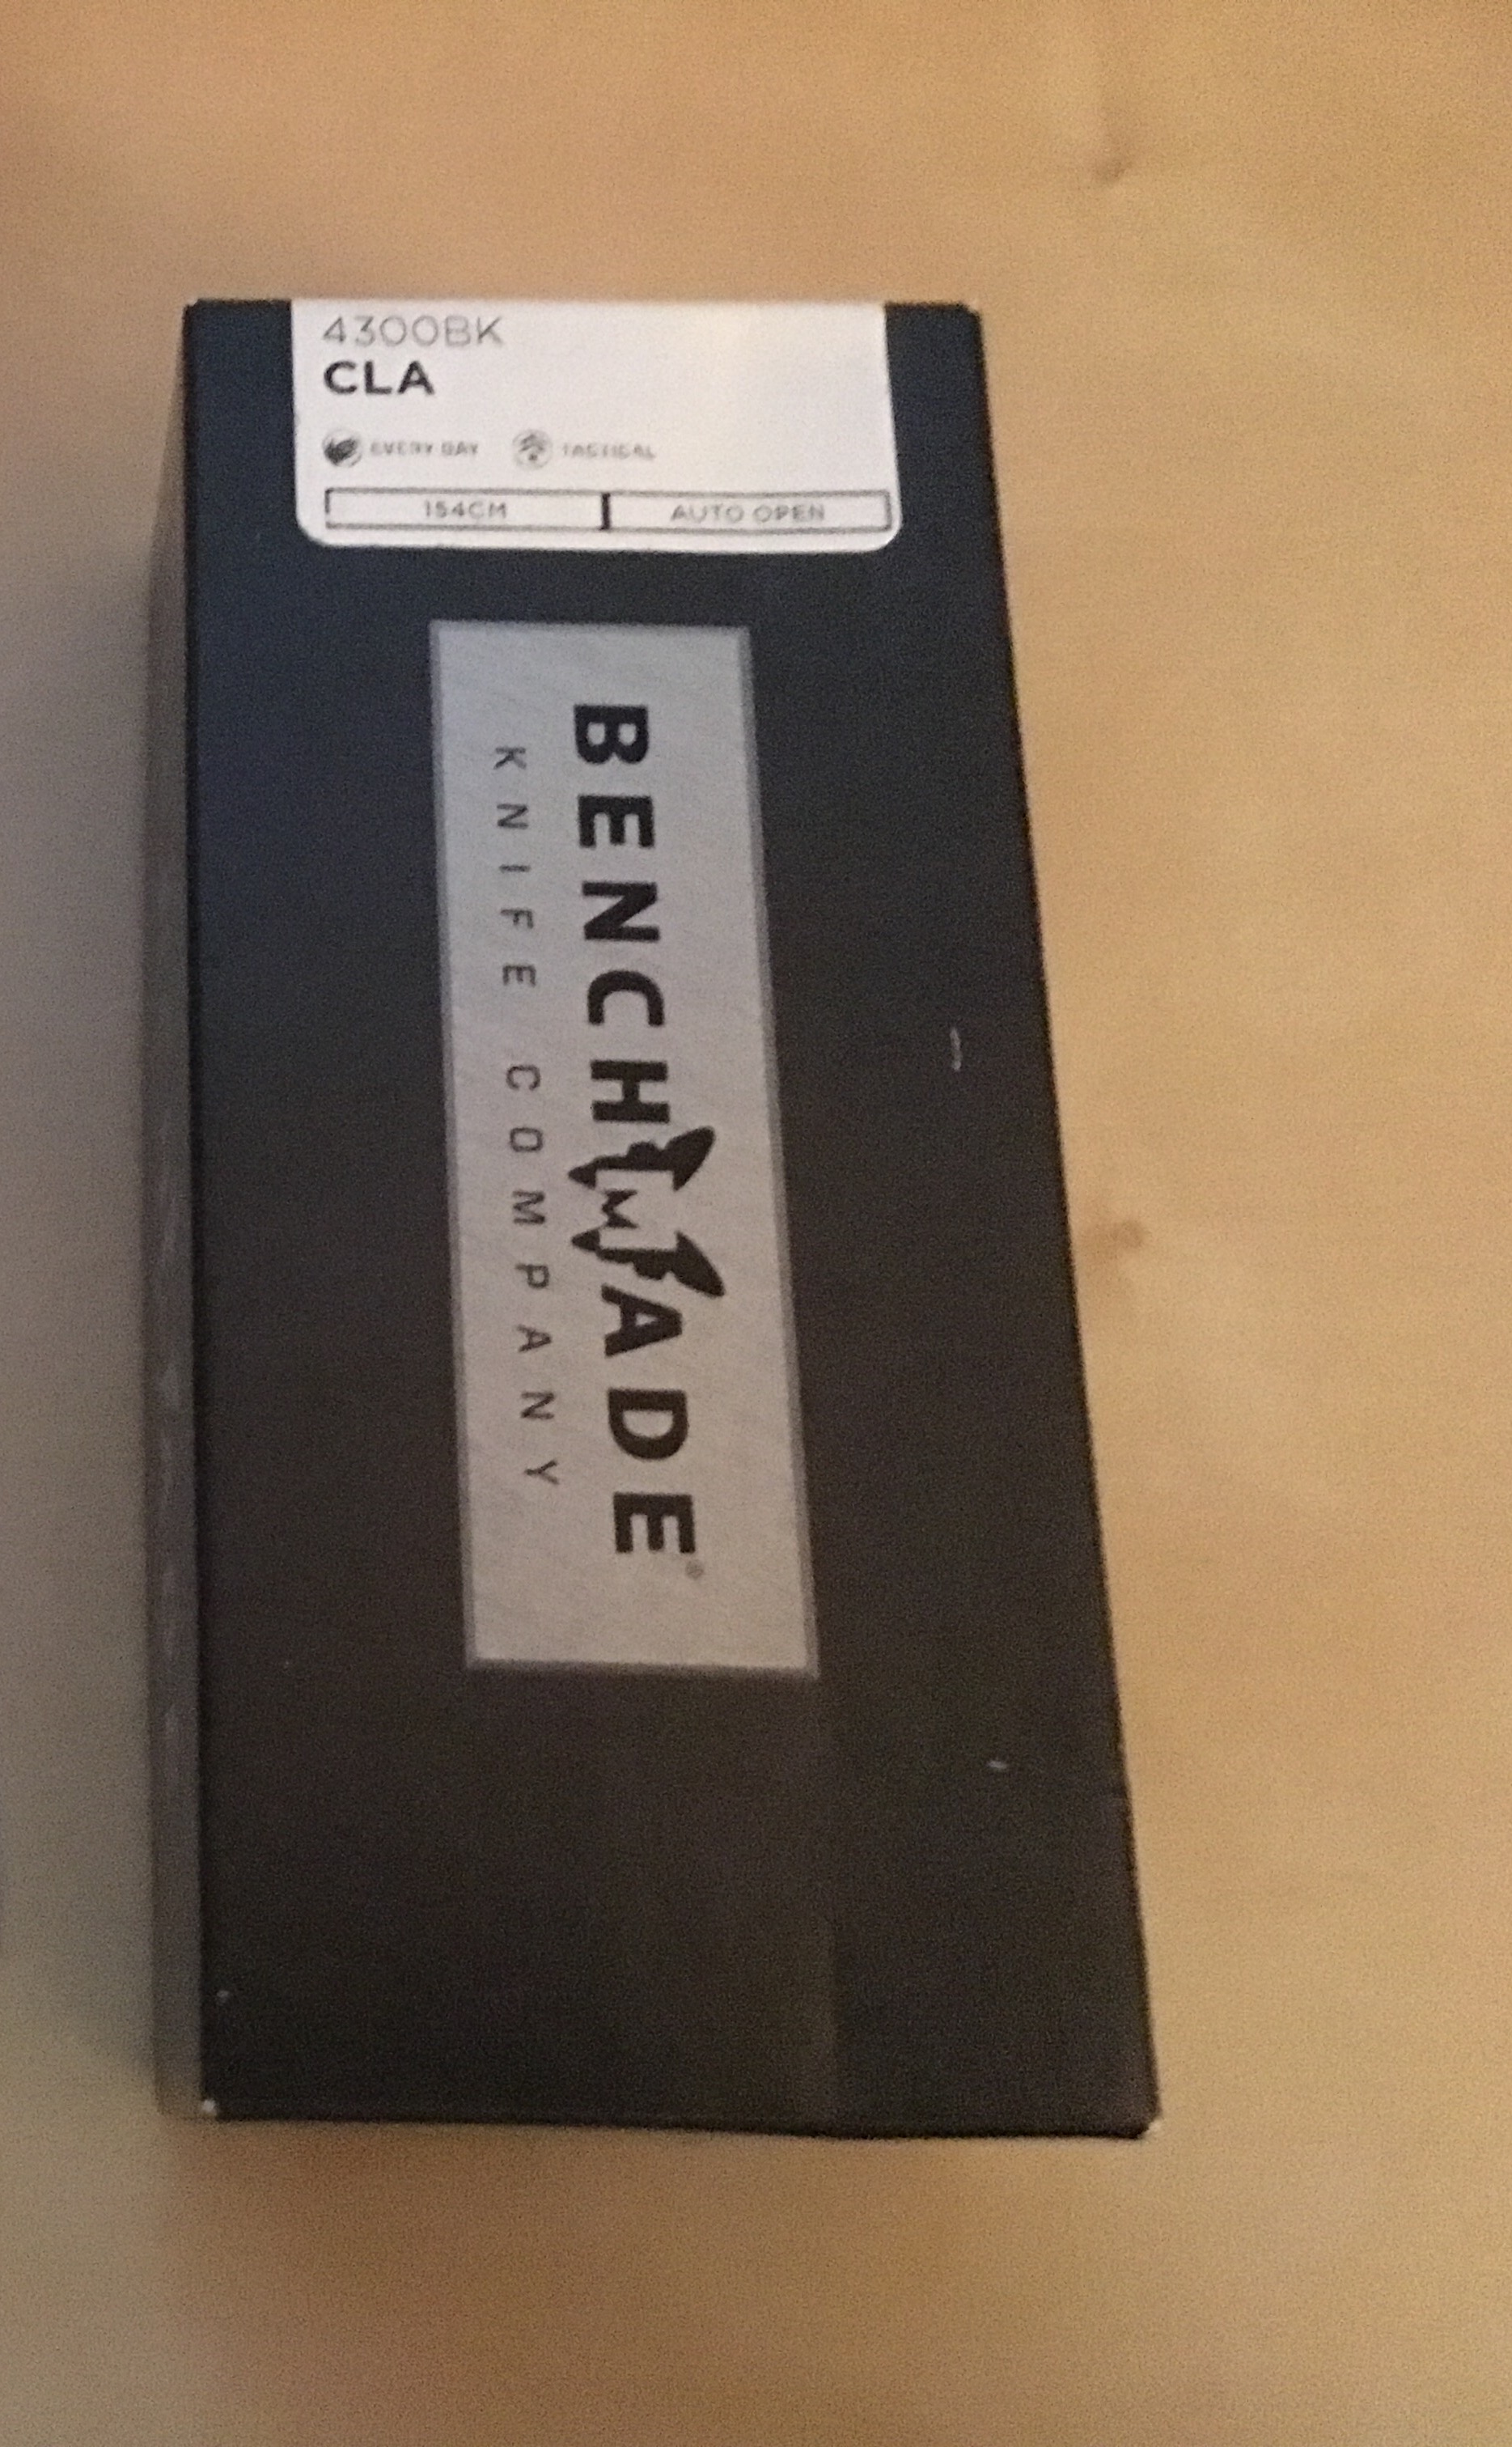 4300BK
CLA
EVERY DAY TACTICAL
154CM AUTO OPEN
BENCHMADE®
KNIFE COMPANY